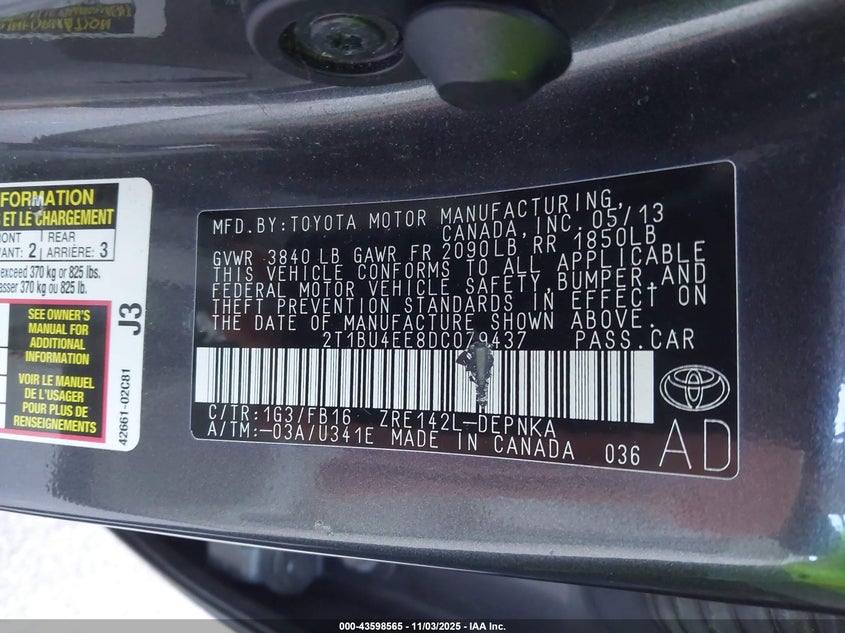 FORMATION
S ET LE CHARGEMENT
RONT
VANT: 2
REAR
ARRIÈRE: 3
exceed 370 kg or 825 lbs.
asser 370 kg ou 825 lb.
SEE OWNER'S
MANUAL FOR
ADDITIONAL
INFORMATION
VOIR LE MANUEL
DE L'USAGER
POUR PLUS DE
RENSEIGNEMENTS
J3
42661-02C81
MFD.BY:TOYOTA MOTOR MANUFACTURING,
CANADA,INC. 05/13
GVWR 3840LB GAWR FR 2090LB RR 1850LB
THIS VEHICLE CONFORMS TO ALL APPLICABLE
FEDERAL MOTOR VEHICLE SAFETY,BUMPER,AND
THEFT PREVENTION STANDARDS IN EFFECT ON
THE DATE OF MANUFACTURE SHOWN ABOVE.
2T1BU4EE8DC079437 PASS.CAR
C/TR:1G3/FB16 ZRE142L-DEPNKA
A/TM:-03A/U341E MADE IN CANADA 036
AD
000-43598565 - 11/03/2025 - IAA Inc.